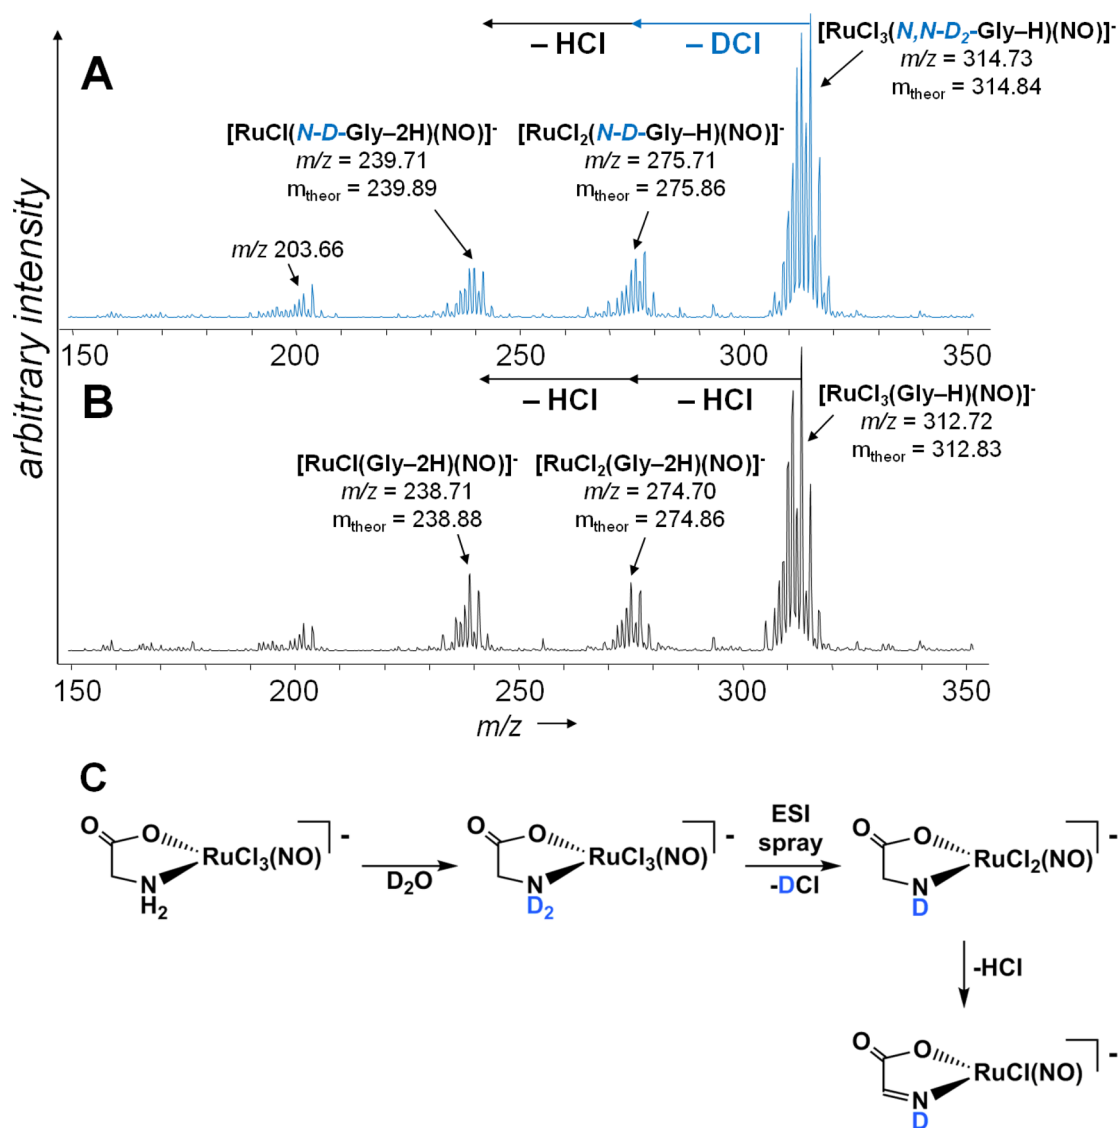 – HCl
– DCl
A
[RuCl₃(N,N-D₂-Gly–H)(NO)]⁻
m/z = 314.73
mtheor = 314.84
[RuCl(N-D-Gly–2H)(NO)]⁻
m/z = 239.71
mtheor = 239.89
[RuCl₂(N-D-Gly–H)(NO)]⁻
m/z = 275.71
mtheor = 275.86
m/z 203.66
arbitrary intensity
150 200 250 300 350
B
– HCl
– HCl
[RuCl₃(Gly–H)(NO)]⁻
m/z = 312.72
mtheor = 312.83
[RuCl(Gly–2H)(NO)]⁻
m/z = 238.71
mtheor = 238.88
[RuCl₂(Gly–2H)(NO)]⁻
m/z = 274.70
mtheor = 274.86
150 200 250 300 350
m/z
C
O
O
RuCl₃(NO)
-
N
H₂
D₂O
O
O
RuCl₃(NO)
-
N
D₂
ESI
spray
-DCl
O
O
RuCl₂(NO)
-
N
D
-HCl
O
O
RuCl(NO)
-
N
D